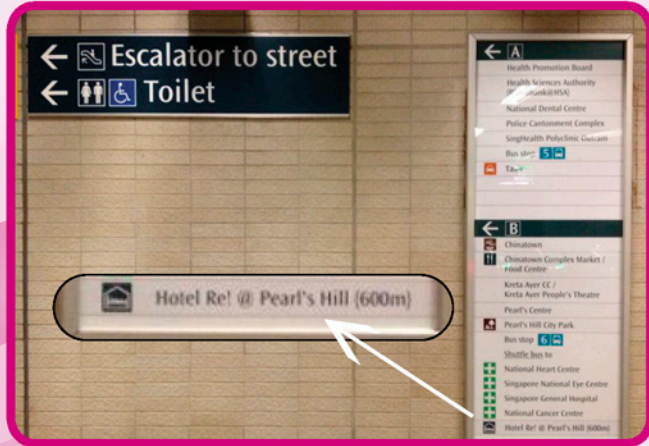 ← Escalator to street
← Toilet
← A
Health Promotion Board
Health Sciences Authority
National Dental Centre
Police Cantonment Complex
SingHealth Polyclinic Outram
Bus stop 5
Taxi
← B
Chinatown
Chinatown Complex Market /
Food Centre
Kreta Ayer CC /
Kreta Ayer People's Theatre
Pearl's Centre
Pearl's Hill City Park
Bus stop 6
Shuttle bus to
National Heart Centre
Singapore National Eye Centre
Singapore General Hospital
National Cancer Centre
Hotel Re! @ Pearl's Hill (600m)
Hotel Re! @ Pearl's Hill (600m)